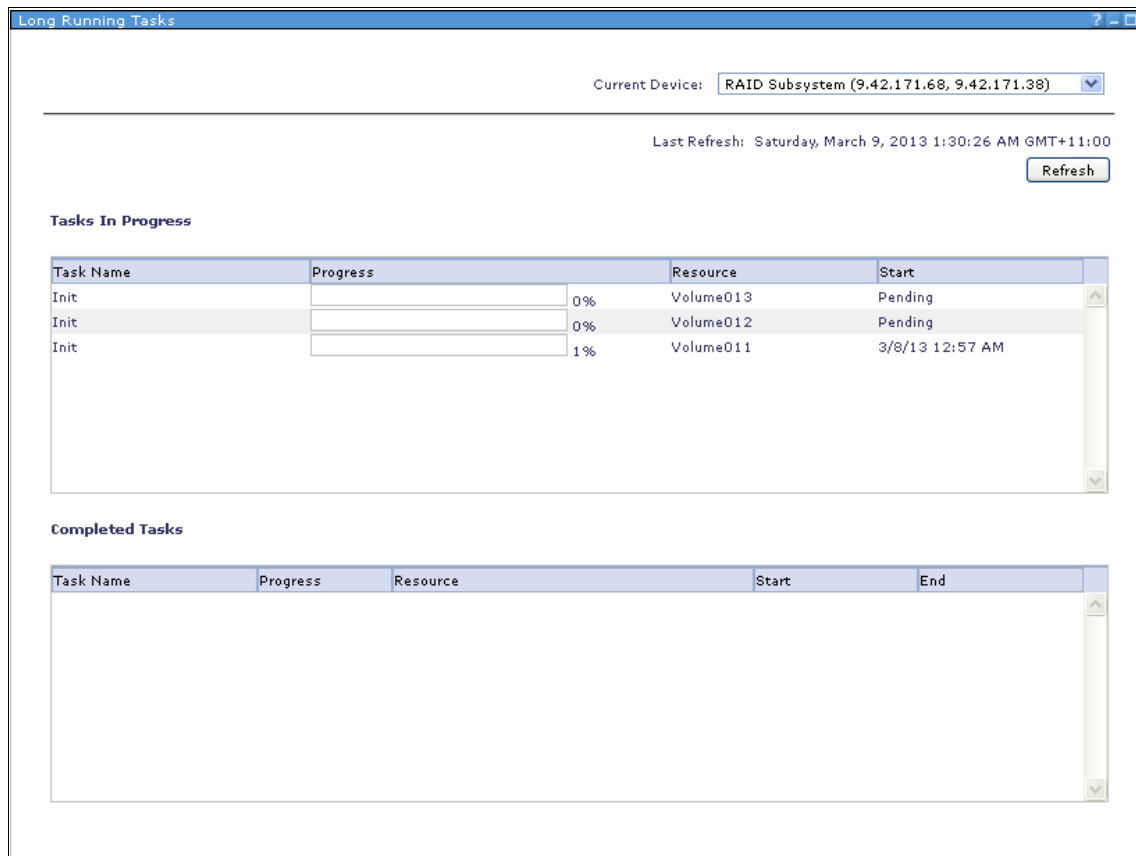 Long Running Tasks ?
Current Device: RAID Subsystem (9.42.171.68, 9.42.171.38)
Last Refresh: Saturday, March 9, 2013 1:30:26 AM GMT+11:00
Refresh
Tasks In Progress
Task Name Progress Resource Start
Init 0% Volume013 Pending
Init 0% Volume012 Pending
Init 1% Volume011 3/8/13 12:57 AM
Completed Tasks
Task Name Progress Resource Start End